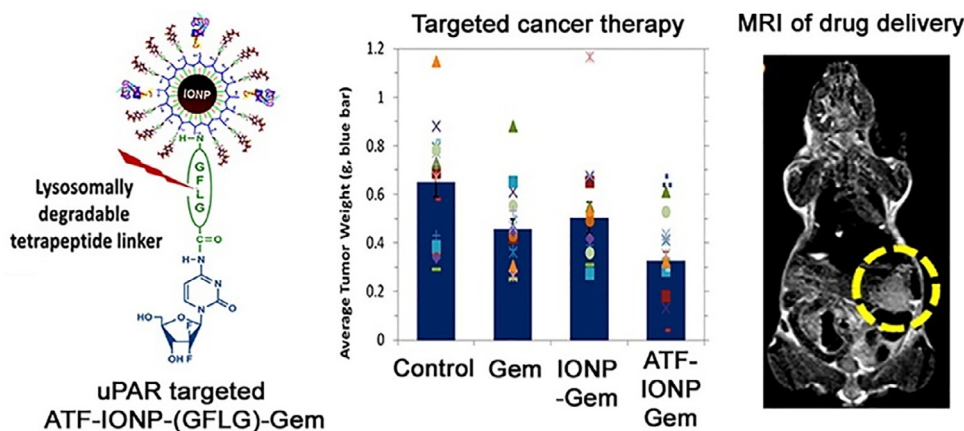 IONP
H-N
G
F
L
G
Lysosomally
degradable
tetrapeptide linker
C=O
H-N
N
N
O
HO
O
F
OH F
uPAR targeted
ATF-IONP-(GFLG)-Gem
Targeted cancer therapy
Average Tumor Weight (g, blue bar)
1.2
1
0.8
0.6
0.4
0.2
0
Control
Gem
IONP
-Gem
ATF-
IONP
Gem
MRI of drug delivery